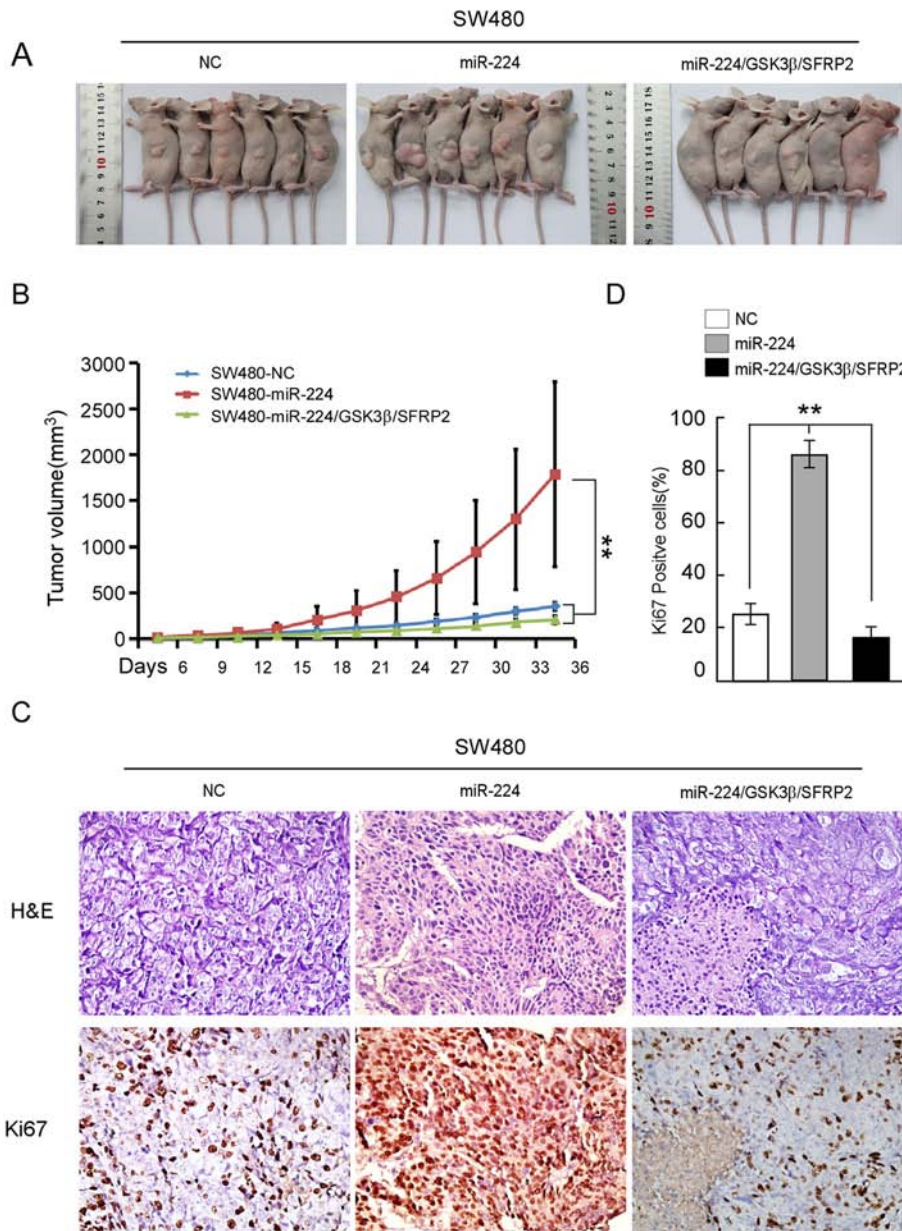 SW480
A
NC
miR-224
miR-224/GSK3β/SFRP2
B
Tumor volume(mm3)
3000
2500
2000
1500
1000
500
0
SW480-NC
SW480-miR-224
SW480-miR-224/GSK3β/SFRP2
**
Days 6 9 12 15 18 21 24 27 30 33 36
D
NC
miR-224
miR-224/GSK3β/SFRP2
**
Ki67 Positve cells(%)
100
80
60
40
20
0
C
SW480
NC
miR-224
miR-224/GSK3β/SFRP2
H&E
Ki67